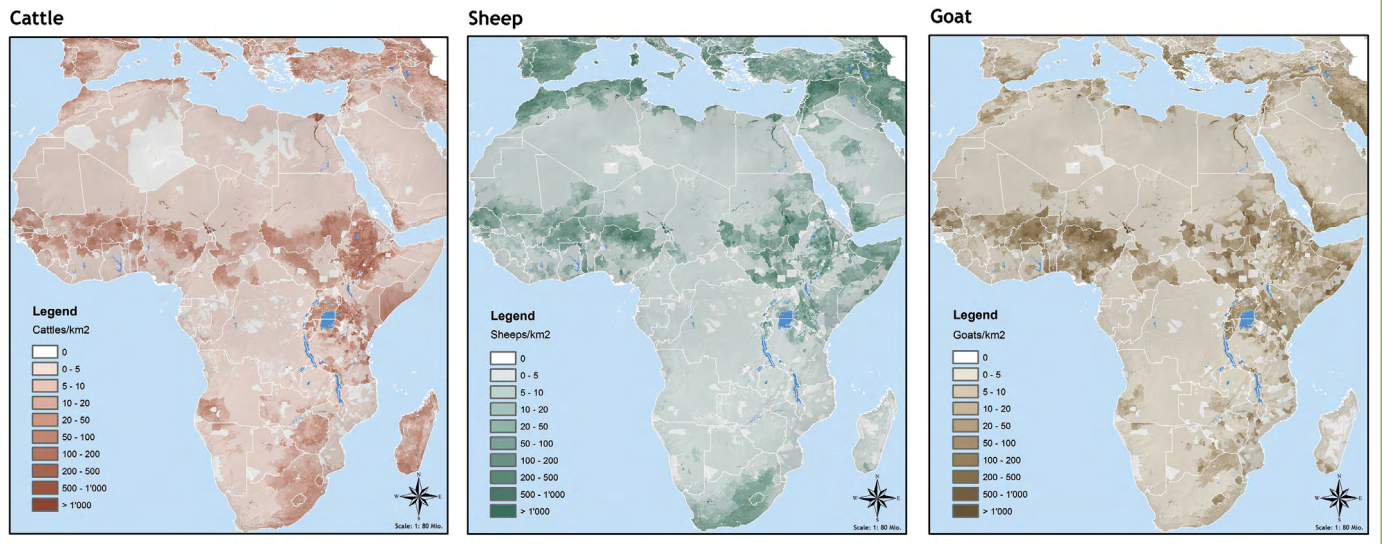 Cattle
Legend
Cattles/km2
0
0 - 5
5 - 10
10 - 20
20 - 50
50 - 100
100 - 200
200 - 500
500 - 1'000
> 1'000
N
W
E
S
Scale: 1: 80 Mio.
Sheep
Legend
Sheeps/km2
0
0 - 5
5 - 10
10 - 20
20 - 50
50 - 100
100 - 200
200 - 500
500 - 1'000
> 1'000
N
W
E
S
Scale: 1: 80 Mio.
Goat
Legend
Goats/km2
0
0 - 5
5 - 10
10 - 20
20 - 50
50 - 100
100 - 200
200 - 500
500 - 1'000
> 1'000
N
W
E
S
Scale: 1: 80 Mio.